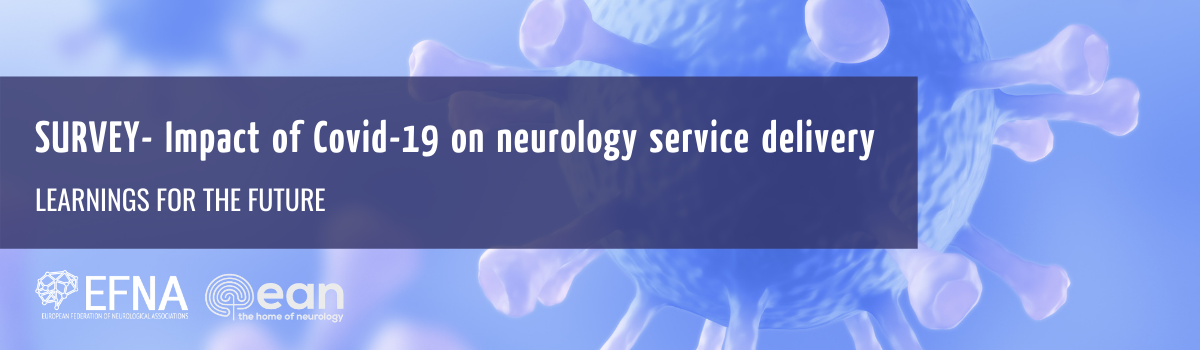 SURVEY- Impact of Covid-19 on neurology service delivery
LEARNINGS FOR THE FUTURE
EFNA
EUROPEAN FEDERATION OF NEUROLOGICAL ASSOCIATIONS
ean
the home of neurology